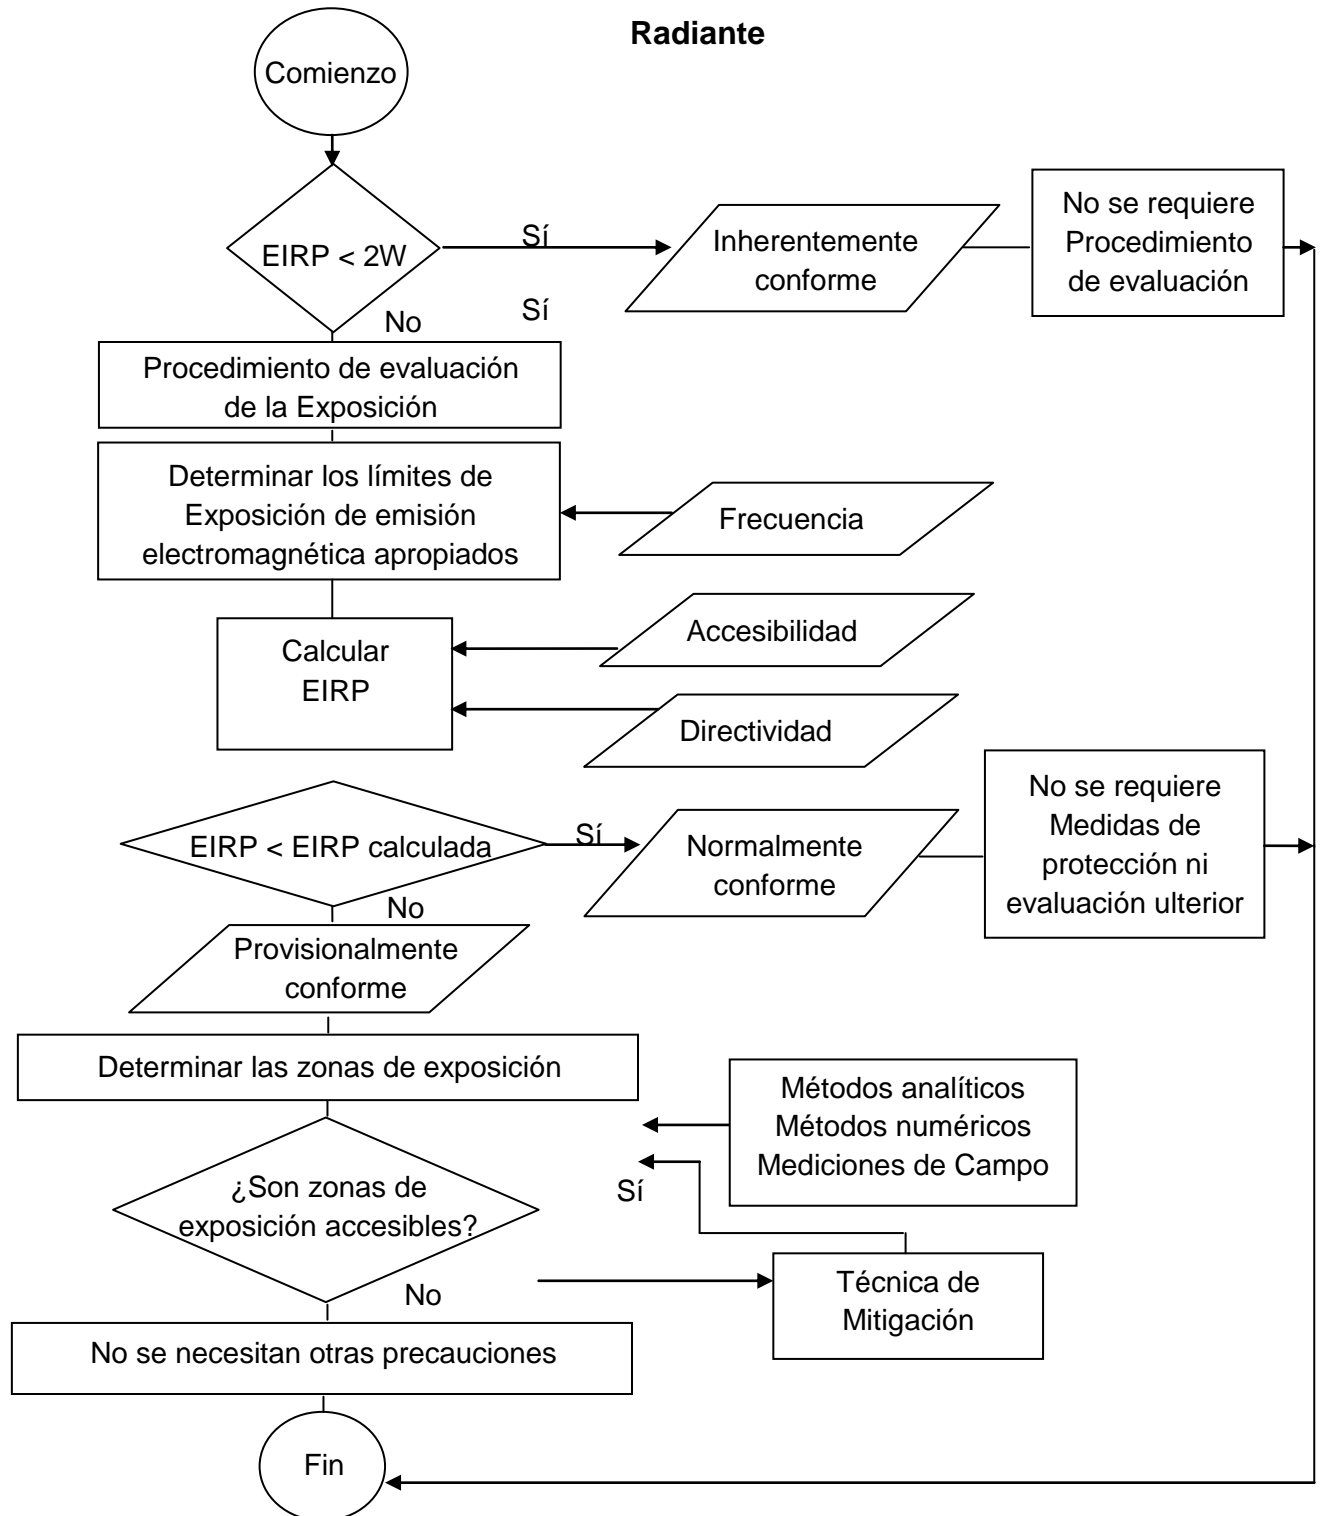 Radiante
Comienzo
EIRP < 2W
Sí
Inherentemente
conforme
No se requiere
Procedimiento
de evaluación
Sí
No
Procedimiento de evaluación
de la Exposición
Determinar los límites de
Exposición de emisión
electromagnética apropiados
Frecuencia
Calcular
EIRP
Accesibilidad
Directividad
EIRP < EIRP calculada
Sí
Normalmente
conforme
No se requiere
Medidas de
protección ni
evaluación ulterior
No
Provisionalmente
conforme
Determinar las zonas de exposición
Métodos analíticos
Métodos numéricos
Mediciones de Campo
¿Son zonas de
exposición accesibles?
Sí
No
Técnica de
Mitigación
No se necesitan otras precauciones
Fin